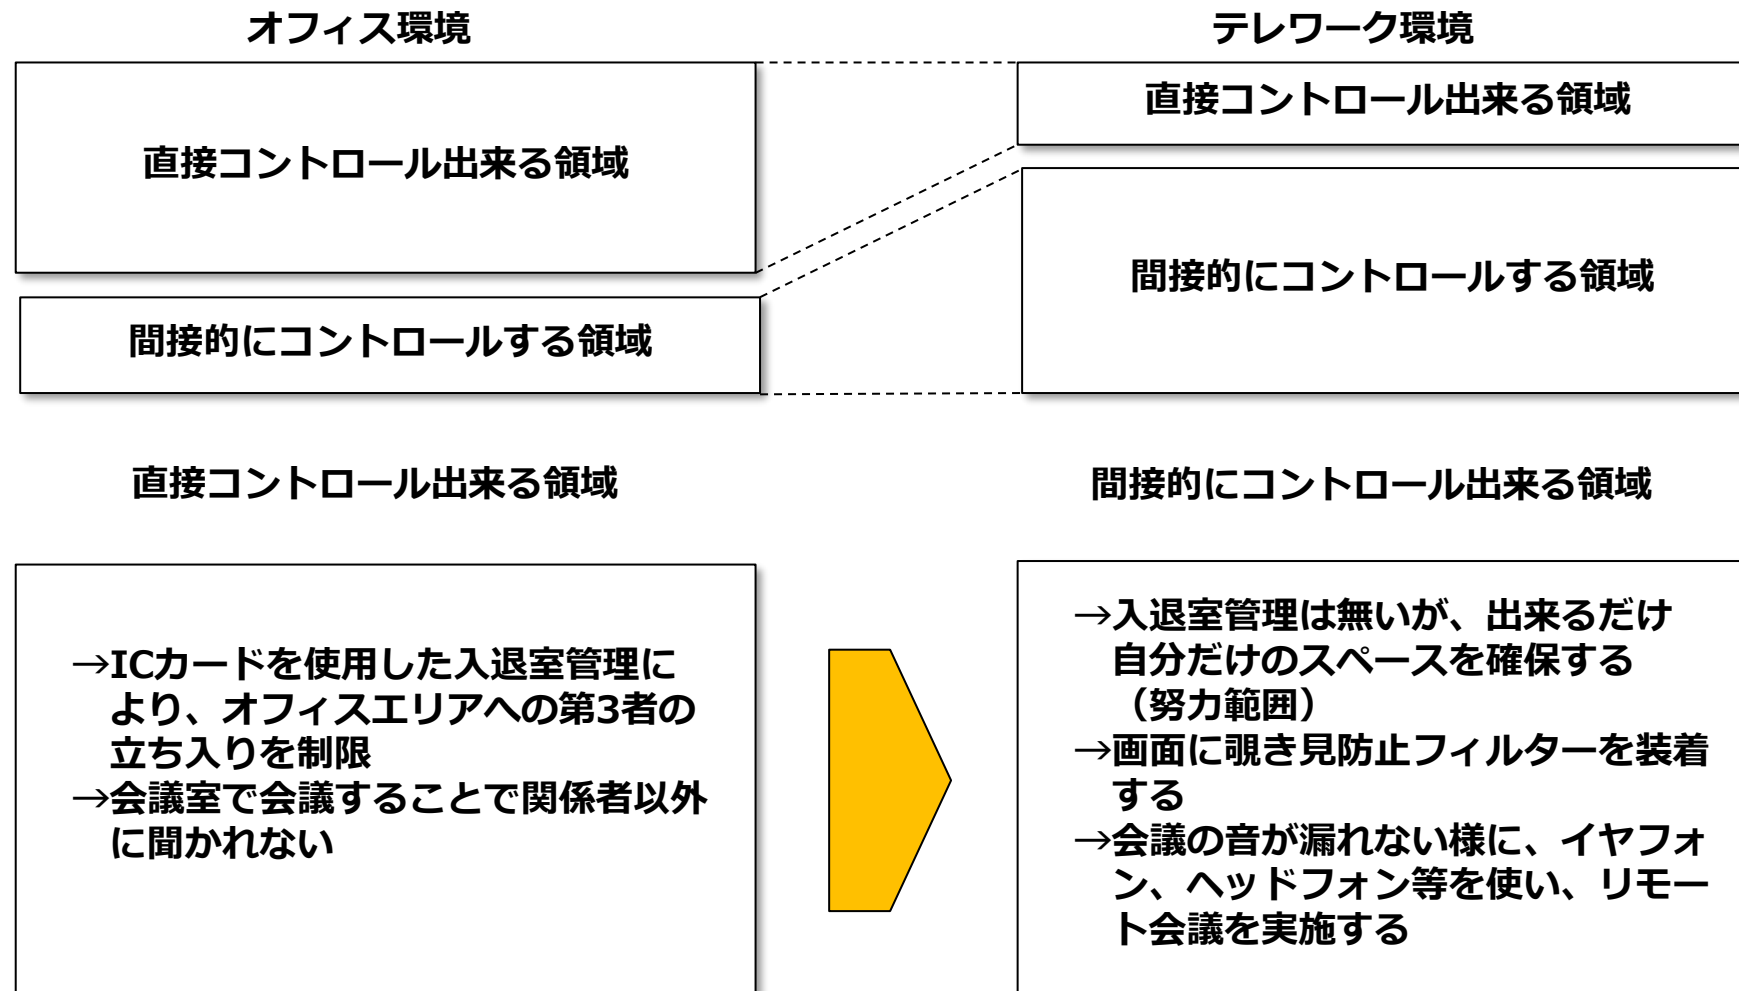 オフィス環境
テレワーク環境
直接コントロール出来る領域
直接コントロール出来る領域
間接的にコントロールする領域
間接的にコントロールする領域
直接コントロール出来る領域
間接的にコントロール出来る領域
→ICカードを使用した入退室管理に
より、オフィスエリアへの第3者の
立ち入りを制限
→会議室で会議することで関係者以外
に聞かれない
→入退室管理は無いが、出来るだけ
自分だけのスペースを確保する
（努力範囲）
→画面に覗き見防止フィルターを装着
する
→会議の音が漏れない様に、イヤフォ
ン、ヘッドフォン等を使い、リモー
ト会議を実施する